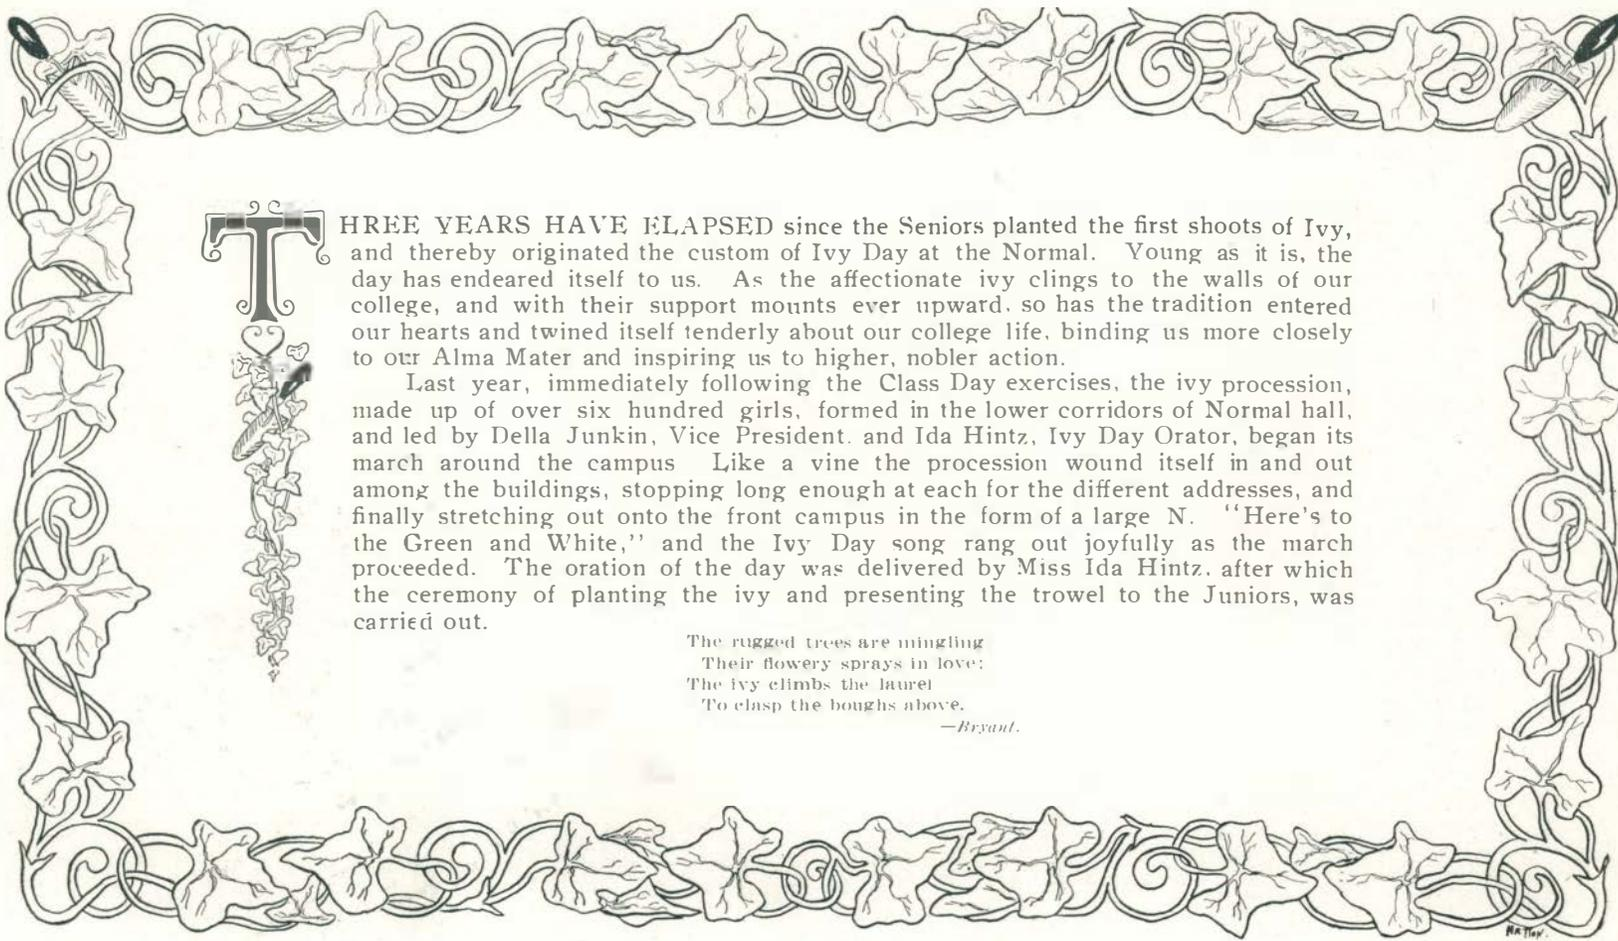 THREE YEARS HAVE ELAPSED since the Seniors planted the first shoots of Ivy,
and thereby originated the custom of Ivy Day at the Normal. Young as it is, the
day has endeared itself to us. As the affectionate ivy clings to the walls of our
college, and with their support mounts ever upward, so has the tradition entered
our hearts and twined itself tenderly about our college life, binding us more closely
to our Alma Mater and inspiring us to higher, nobler action.
Last year, immediately following the Class Day exercises, the ivy procession,
made up of over six hundred girls, formed in the lower corridors of Normal hall,
and led by Della Junkin, Vice President. and Ida Hintz, Ivy Day Orator, began its
march around the campus Like a vine the procession wound itself in and out
among the buildings, stopping long enough at each for the different addresses, and
finally stretching out onto the front campus in the form of a large N. "Here's to
the Green and White," and the Ivy Day song rang out joyfully as the march
proceeded. The oration of the day was delivered by Miss Ida Hintz. after which
the ceremony of planting the ivy and presenting the trowel to the Juniors, was
carried out.
The rugged trees are mingling
Their flowery sprays in love;
The ivy climbs the laurel
To clasp the boughs above.
—Bryant.